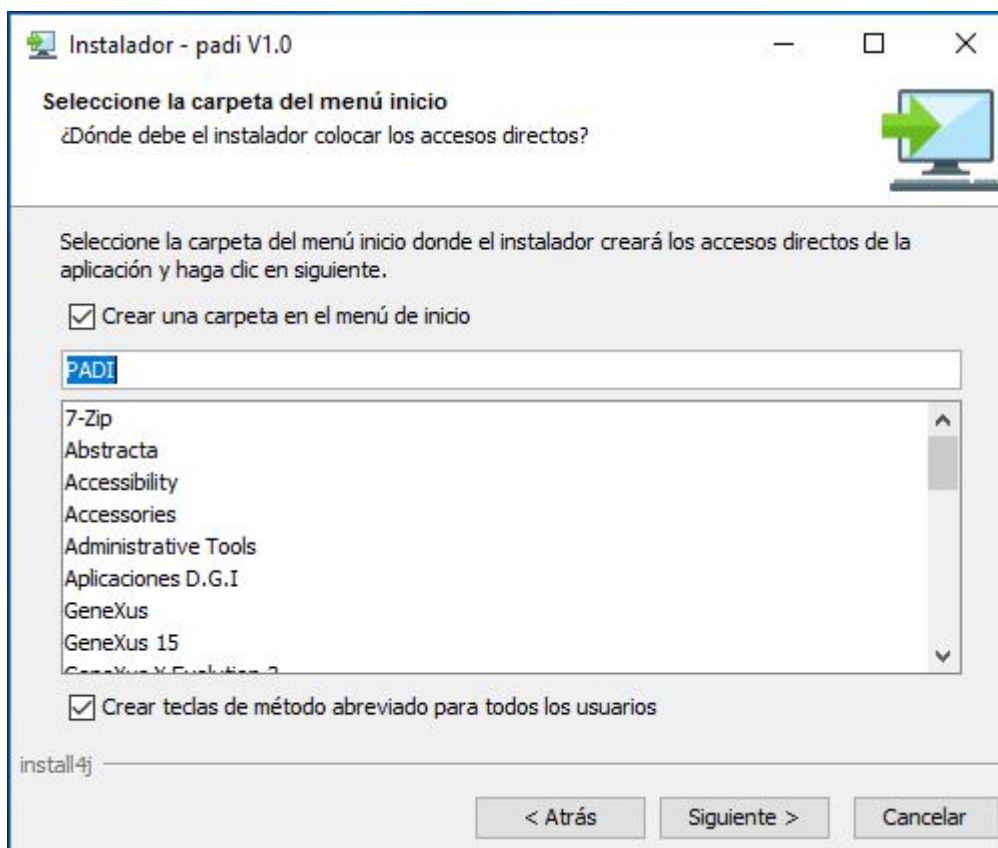 Instalador - padi V1.0
Seleccione la carpeta del menú inicio
¿Dónde debe el instalador colocar los accesos directos?
Seleccione la carpeta del menú inicio donde el instalador creará los accesos directos de la
aplicación y haga clic en siguiente.
Crear una carpeta en el menú de inicio
PADI
7-Zip
Abstracta
Accessibility
Accessories
Administrative Tools
Aplicaciones D.G.I
GeneXus
GeneXus 15
GeneXus X Evolution
Crear teclas de método abreviado para todos los usuarios
install4j
< Atrás
Siguiente >
Cancelar